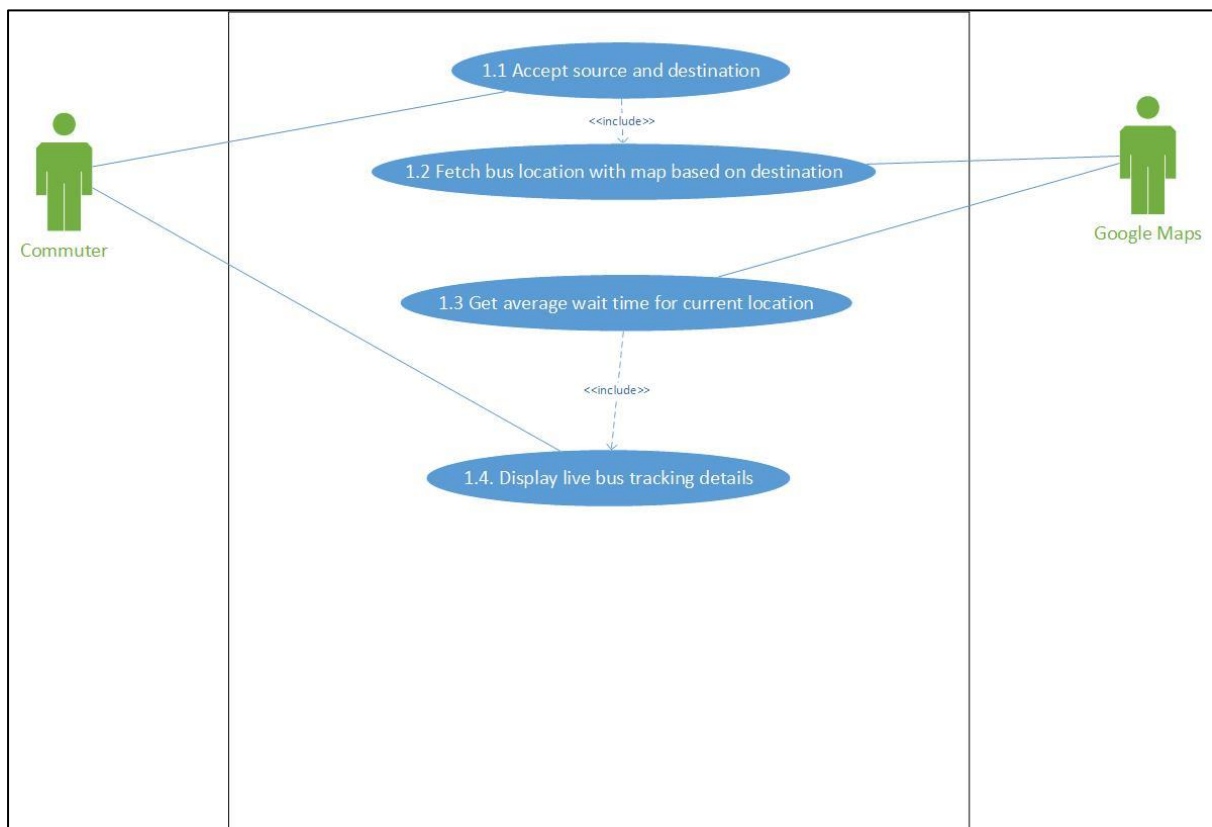 1.1 Accept source and destination
<<include>>
1.2 Fetch bus location with map based on destination
Commuter
Google Maps
1.3 Get average wait time for current location
<<include>>
1.4. Display live bus tracking details